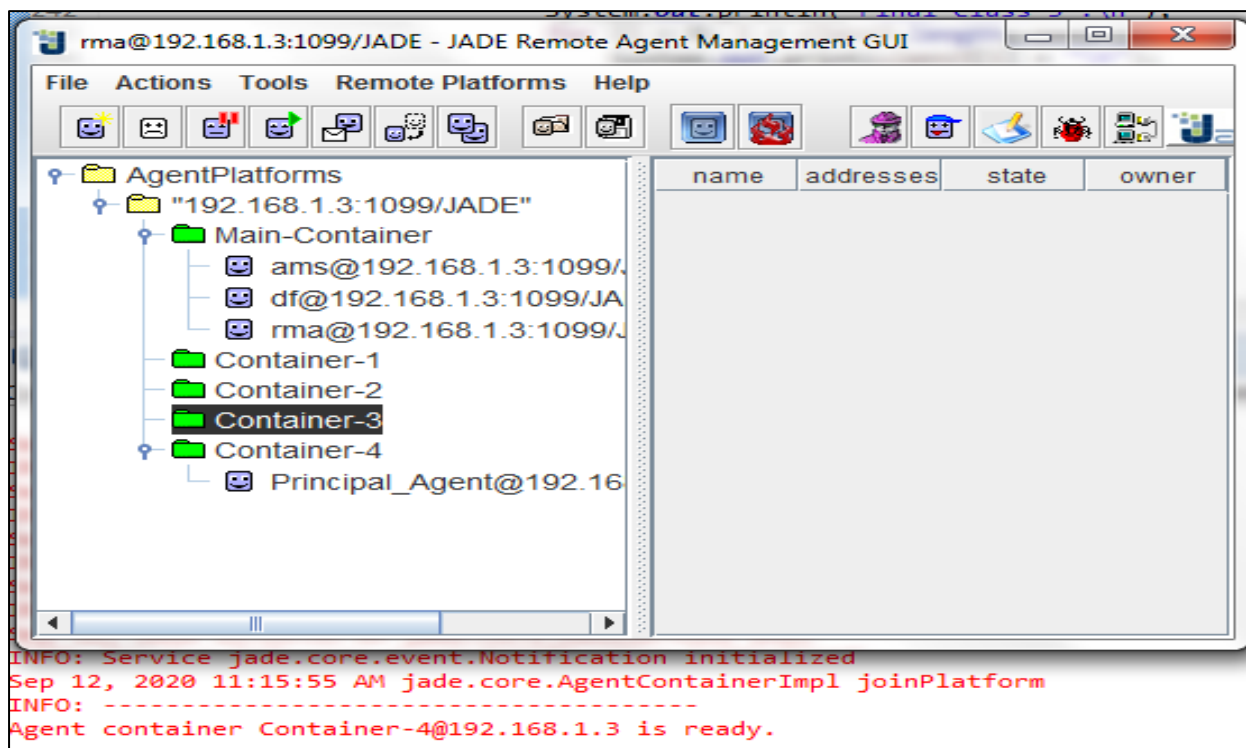 rma@192.168.1.3:1099/JADE - JADE Remote Agent Management GUI
File Actions Tools Remote Platforms Help
AgentPlatforms
"192.168.1.3:1099/JADE"
Main-Container
ams@192.168.1.3:1099/
df@192.168.1.3:1099/JA
rma@192.168.1.3:1099/J
Container-1
Container-2
Container-3
Container-4
Principal_Agent@192.16
name addresses state owner
INFO: Service jade.core.event.Notification initialized
Sep 12, 2020 11:15:55 AM jade.core.AgentContainerImpl joinPlatform
INFO: ----------------------------------------
Agent container Container-4@192.168.1.3 is ready.